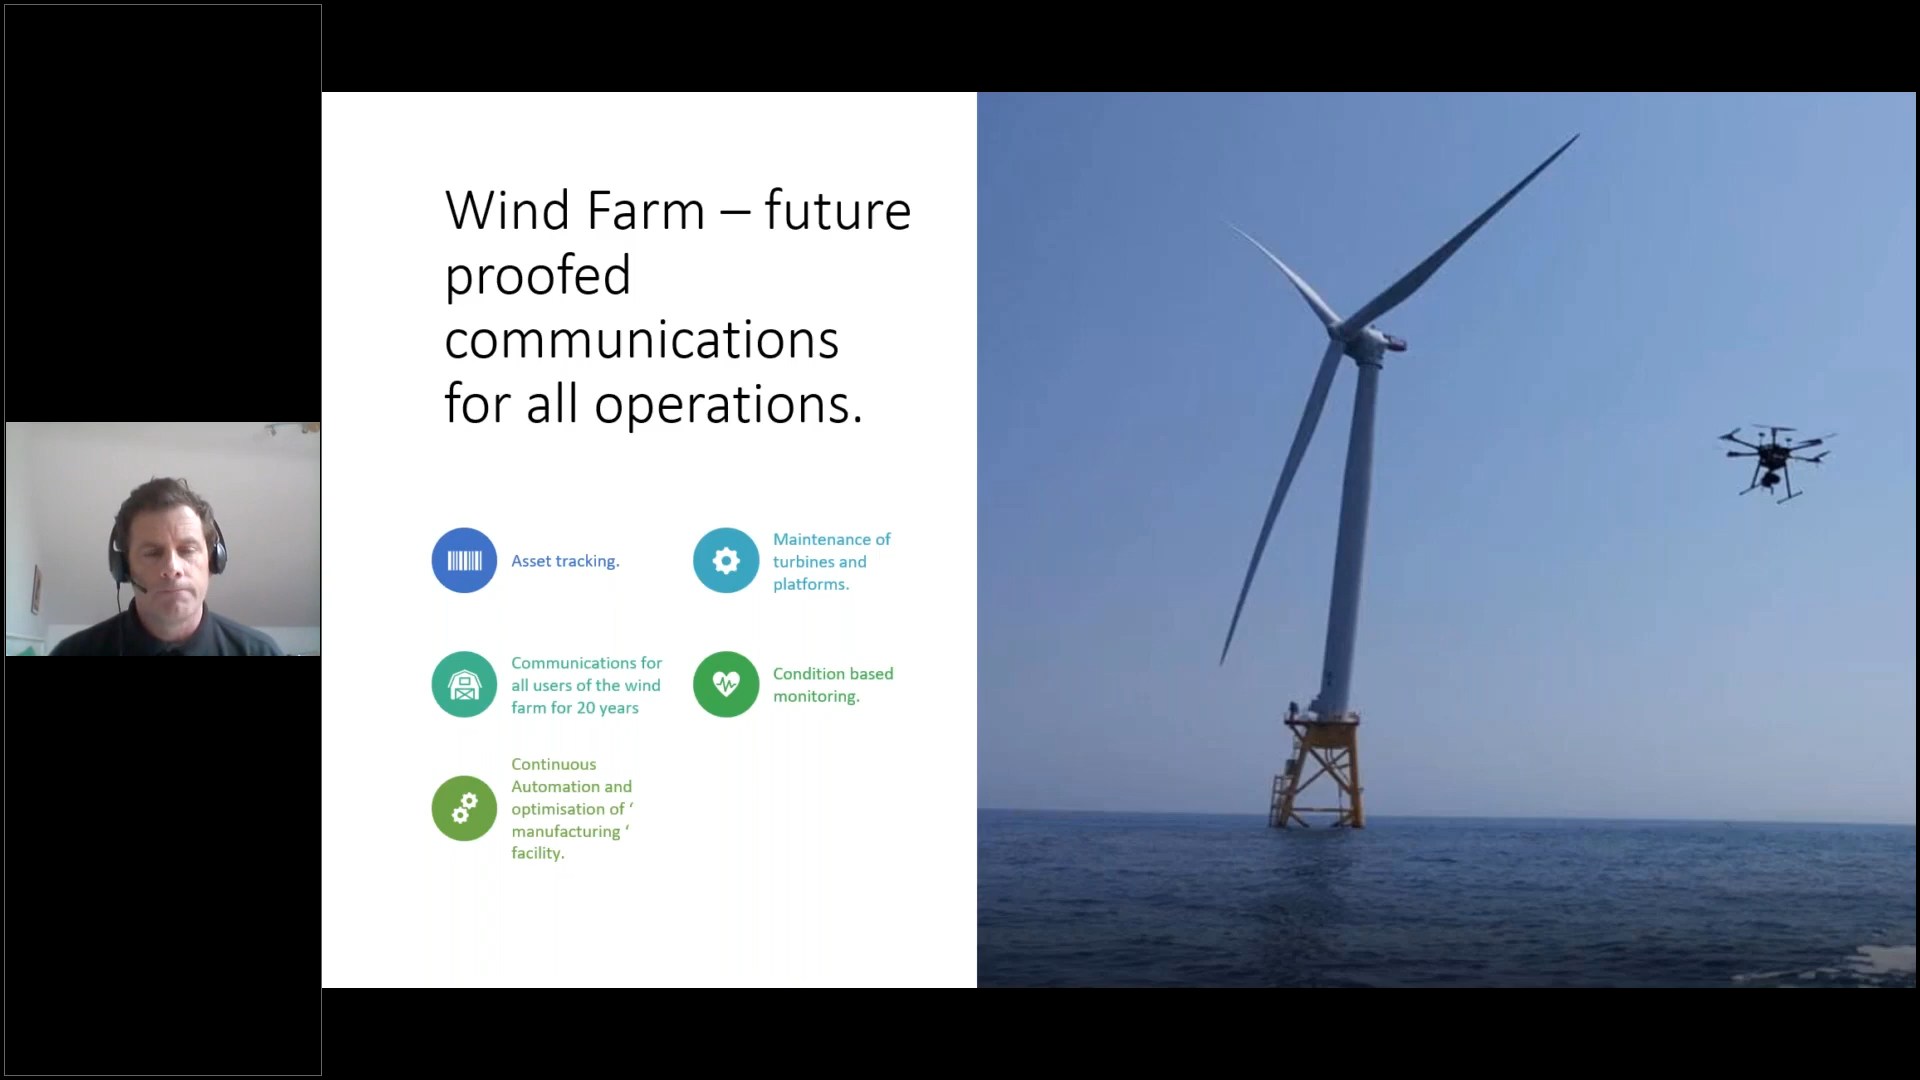 Wind Farm – future
proofed
communications
for all operations.
Asset tracking.
Maintenance of
turbines and
platforms.
Communications for
all users of the wind
farm for 20 years
Condition based
monitoring.
Continuous
Automation and
optimisation of ‘
manufacturing ‘
facility.